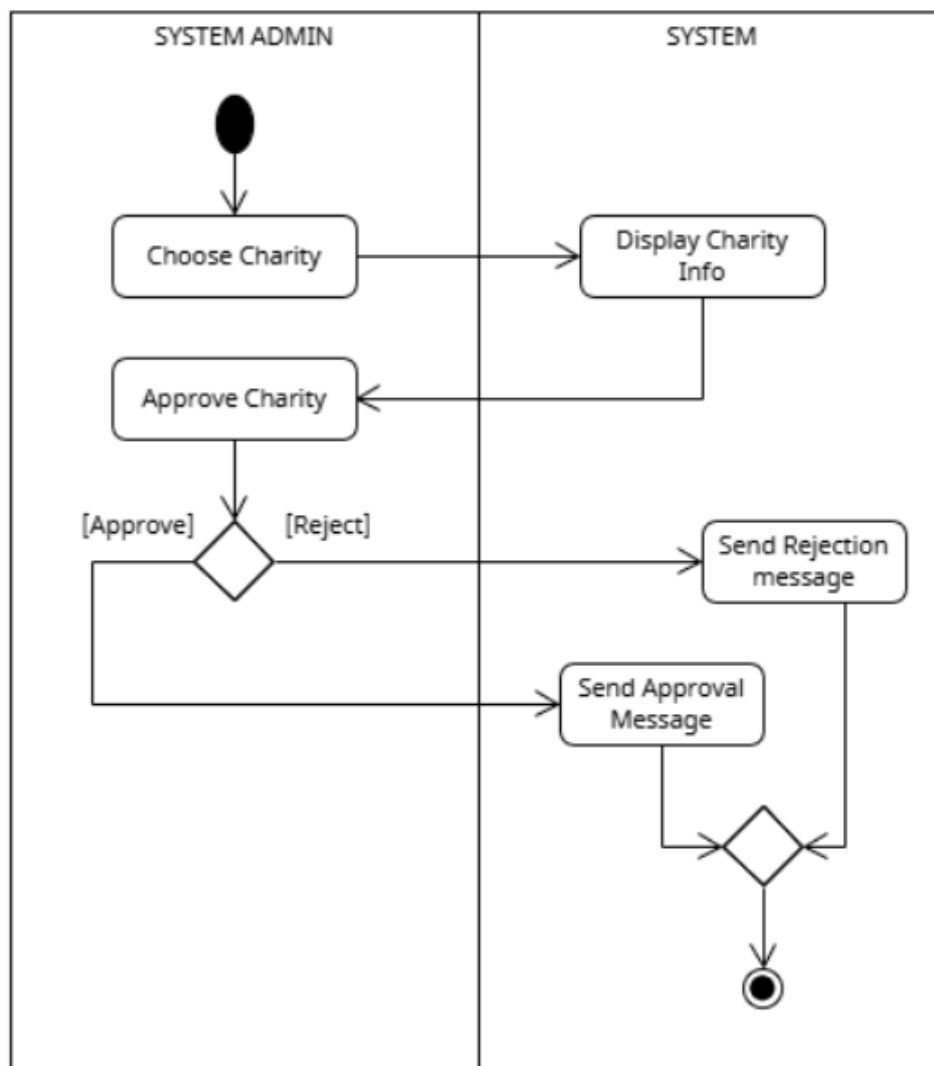 SYSTEM ADMIN
SYSTEM
Choose Charity
Display Charity
Info
Approve Charity
[Approve]
[Reject]
Send Rejection
message
Send Approval
Message